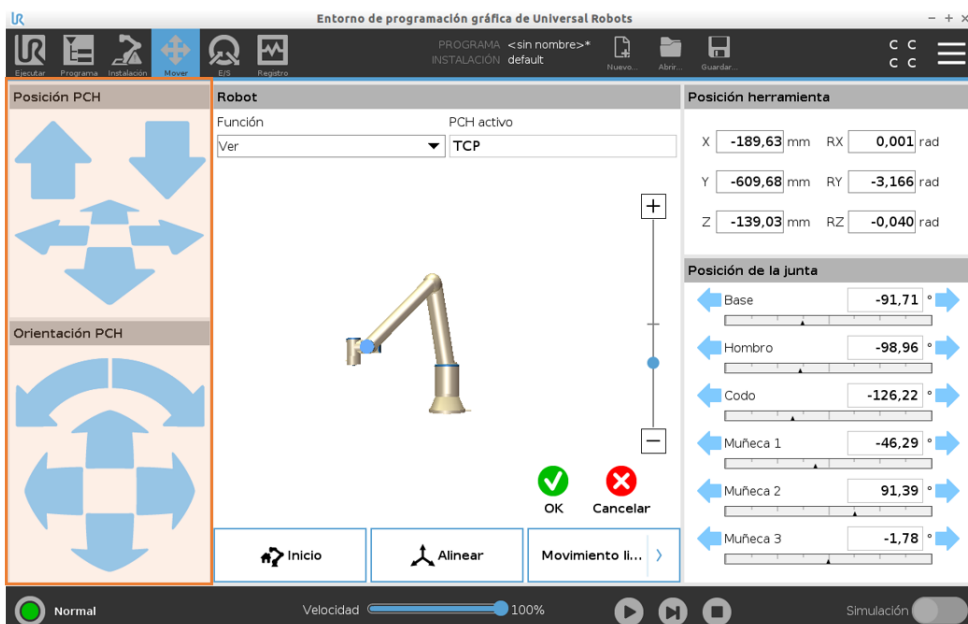 UR
Entorno de programación gráfica de Universal Robots
Ejecutar
Programa
Instalación
Mover
E/S
Registro
PROGRAMA <sin nombre>*
INSTALACIÓN default
Nuevo...
Abrir...
Guardar...
C C
C C
Posición PCH
Orientación PCH
Robot
Función
PCH activo
Ver
TCP
OK
Cancelar
Inicio
Alinear
Movimiento li...
Posición herramienta
X -189,63 mm RX 0,001 rad
Y -609,68 mm RY -3,166 rad
Z -139,03 mm RZ -0,040 rad
Posición de la junta
Base -91,71 °
Hombro -98,96 °
Codo -126,22 °
Muñeca 1 -46,29 °
Muñeca 2 91,39 °
Muñeca 3 -1,78 °
Normal
Velocidad 100%
Simulación